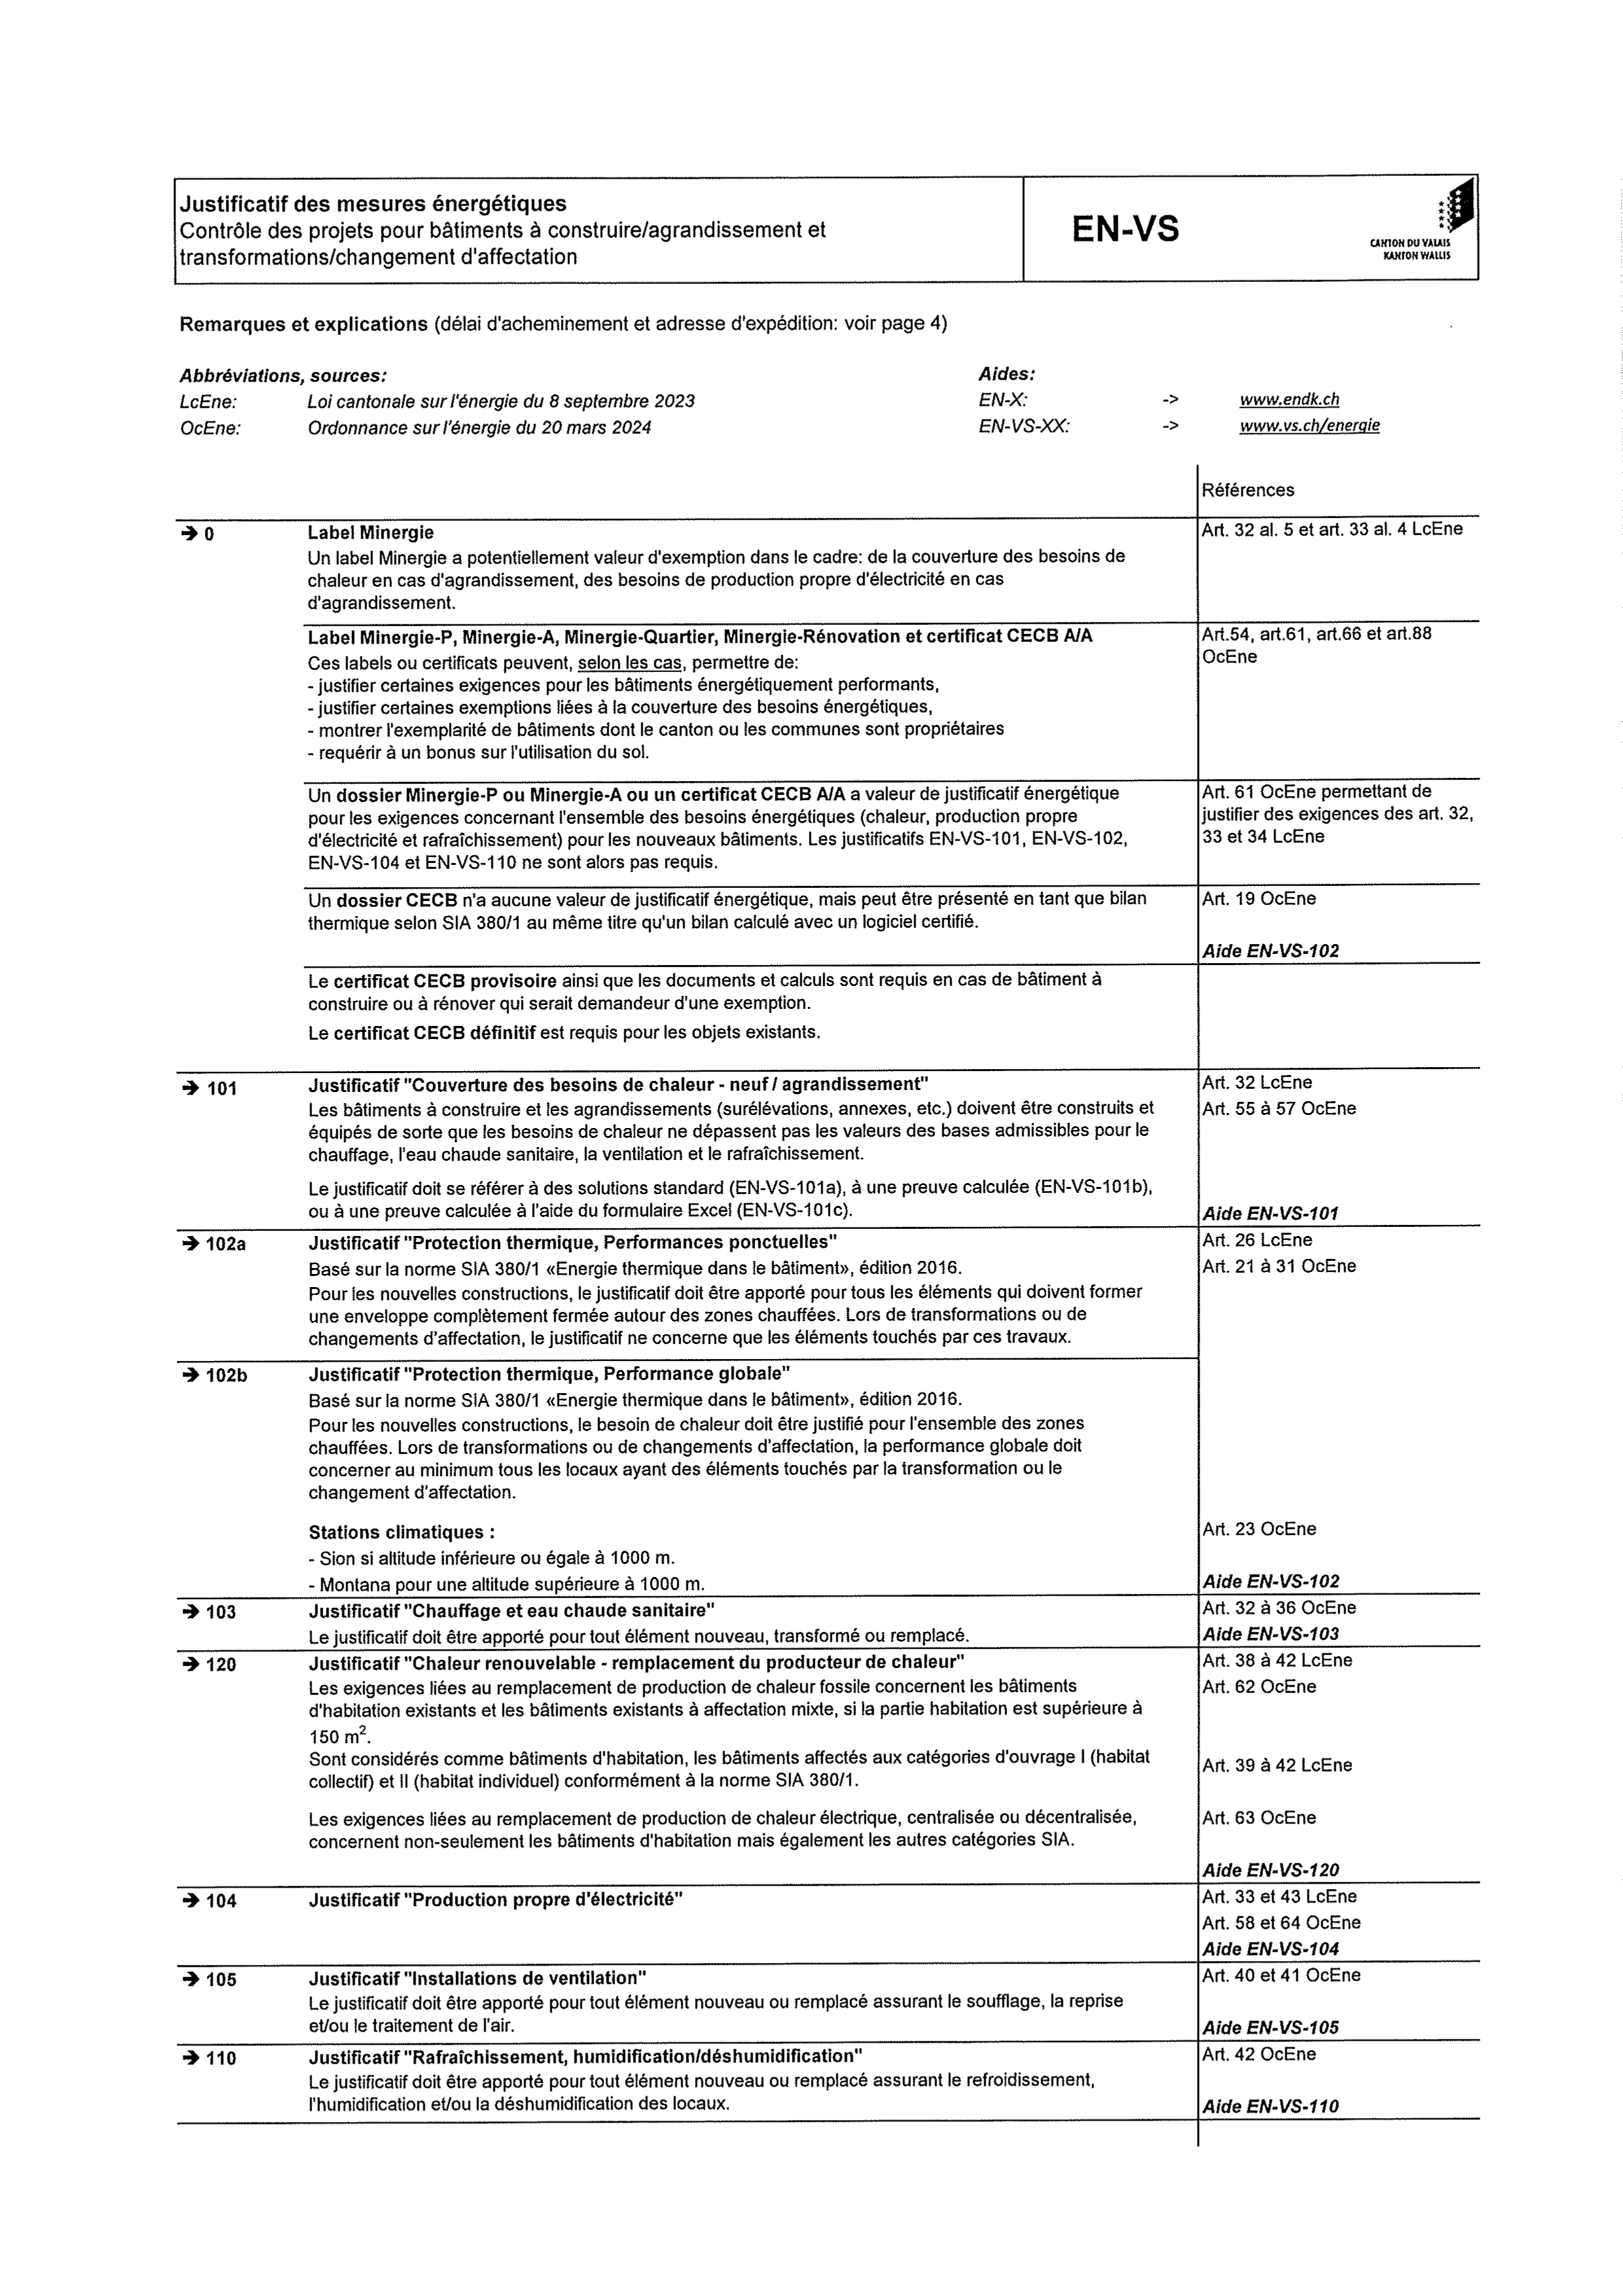 Justificatif des mesures énergétiques
Contrôle des projets pour bâtiments à construire/agrandissement et
transformations/changement d'affectation
EN-VS
CANTON DU VALAIS
KANTON WALLIS
Remarques et explications (délai d'acheminement et adresse d'expédition: voir page 4)
Abbréviations, sources:
Aides:
LcEne: Loi cantonale sur l'énergie du 8 septembre 2023
EN-X: -> www.endk.ch
OcEne: Ordonnance sur l'énergie du 20 mars 2024
EN-VS-XX: -> www.vs.ch/energie
Références
➔ 0 Label Minergie
Art. 32 al. 5 et art. 33 al. 4 LcEne
Un label Minergie a potentiellement valeur d'exemption dans le cadre: de la couverture des besoins de
chaleur en cas d'agrandissement, des besoins de production propre d'électricité en cas
d'agrandissement.
Label Minergie-P, Minergie-A, Minergie-Quartier, Minergie-Rénovation et certificat CECB A/A
Art.54, art.61, art.66 et art.88
OcEne
Ces labels ou certificats peuvent, selon les cas, permettre de:
- justifier certaines exigences pour les bâtiments énergétiquement performants,
- justifier certaines exemptions liées à la couverture des besoins énergétiques,
- montrer l'exemplarité de bâtiments dont le canton ou les communes sont propriétaires
- requérir à un bonus sur l'utilisation du sol.
Un dossier Minergie-P ou Minergie-A ou un certificat CECB A/A a valeur de justificatif énergétique
pour les exigences concernant l'ensemble des besoins énergétiques (chaleur, production propre
d'électricité et rafraîchissement) pour les nouveaux bâtiments. Les justificatifs EN-VS-101, EN-VS-102,
EN-VS-104 et EN-VS-110 ne sont alors pas requis.
Art. 61 OcEne permettant de
justifier des exigences des art. 32,
33 et 34 LcEne
Un dossier CECB n'a aucune valeur de justificatif énergétique, mais peut être présenté en tant que bilan
thermique selon SIA 380/1 au même titre qu'un bilan calculé avec un logiciel certifié.
Art. 19 OcEne
Aide EN-VS-102
Le certificat CECB provisoire ainsi que les documents et calculs sont requis en cas de bâtiment à
construire ou à rénover qui serait demandeur d'une exemption.
Le certificat CECB définitif est requis pour les objets existants.
➔ 101 Justificatif "Couverture des besoins de chaleur - neuf / agrandissement"
Art. 32 LcEne
Art. 55 à 57 OcEne
Les bâtiments à construire et les agrandissements (surélévations, annexes, etc.) doivent être construits et
équipés de sorte que les besoins de chaleur ne dépassent pas les valeurs des bases admissibles pour le
chauffage, l'eau chaude sanitaire, la ventilation et le rafraîchissement.
Le justificatif doit se référer à des solutions standard (EN-VS-101a), à une preuve calculée (EN-VS-101b),
ou à une preuve calculée à l'aide du formulaire Excel (EN-VS-101c).
Aide EN-VS-101
➔ 102a Justificatif "Protection thermique, Performances ponctuelles"
Art. 26 LcEne
Basé sur la norme SIA 380/1 «Energie thermique dans le bâtiment», édition 2016.
Art. 21 à 31 OcEne
Pour les nouvelles constructions, le justificatif doit être apporté pour tous les éléments qui doivent former
une enveloppe complètement fermée autour des zones chauffées. Lors de transformations ou de
changements d'affectation, le justificatif ne concerne que les éléments touchés par ces travaux.
➔ 102b Justificatif "Protection thermique, Performance globale"
Basé sur la norme SIA 380/1 «Energie thermique dans le bâtiment», édition 2016.
Pour les nouvelles constructions, le besoin de chaleur doit être justifié pour l'ensemble des zones
chauffées. Lors de transformations ou de changements d'affectation, la performance globale doit
concerner au minimum tous les locaux ayant des éléments touchés par la transformation ou le
changement d'affectation.
Stations climatiques :
Art. 23 OcEne
- Sion si altitude inférieure ou égale à 1000 m.
- Montana pour une altitude supérieure à 1000 m.
Aide EN-VS-102
➔ 103 Justificatif "Chauffage et eau chaude sanitaire"
Art. 32 à 36 OcEne
Le justificatif doit être apporté pour tout élément nouveau, transformé ou remplacé.
Aide EN-VS-103
➔ 120 Justificatif "Chaleur renouvelable - remplacement du producteur de chaleur"
Art. 38 à 42 LcEne
Les exigences liées au remplacement de production de chaleur fossile concernent les bâtiments
Art. 62 OcEne
d'habitation existants et les bâtiments existants à affectation mixte, si la partie habitation est supérieure à
150 m².
Sont considérés comme bâtiments d'habitation, les bâtiments affectés aux catégories d'ouvrage I (habitat
Art. 39 à 42 LcEne
collectif) et II (habitat individuel) conformément à la norme SIA 380/1.
Les exigences liées au remplacement de production de chaleur électrique, centralisée ou décentralisée,
Art. 63 OcEne
concernent non-seulement les bâtiments d'habitation mais également les autres catégories SIA.
Aide EN-VS-120
➔ 104 Justificatif "Production propre d'électricité"
Art. 33 et 43 LcEne
Art. 58 et 64 OcEne
Aide EN-VS-104
➔ 105 Justificatif "Installations de ventilation"
Art. 40 et 41 OcEne
Le justificatif doit être apporté pour tout élément nouveau ou remplacé assurant le soufflage, la reprise
et/ou le traitement de l'air.
Aide EN-VS-105
➔ 110 Justificatif "Rafraîchissement, humidification/déshumidification"
Art. 42 OcEne
Le justificatif doit être apporté pour tout élément nouveau ou remplacé assurant le refroidissement,
l'humidification et/ou la déshumidification des locaux.
Aide EN-VS-110